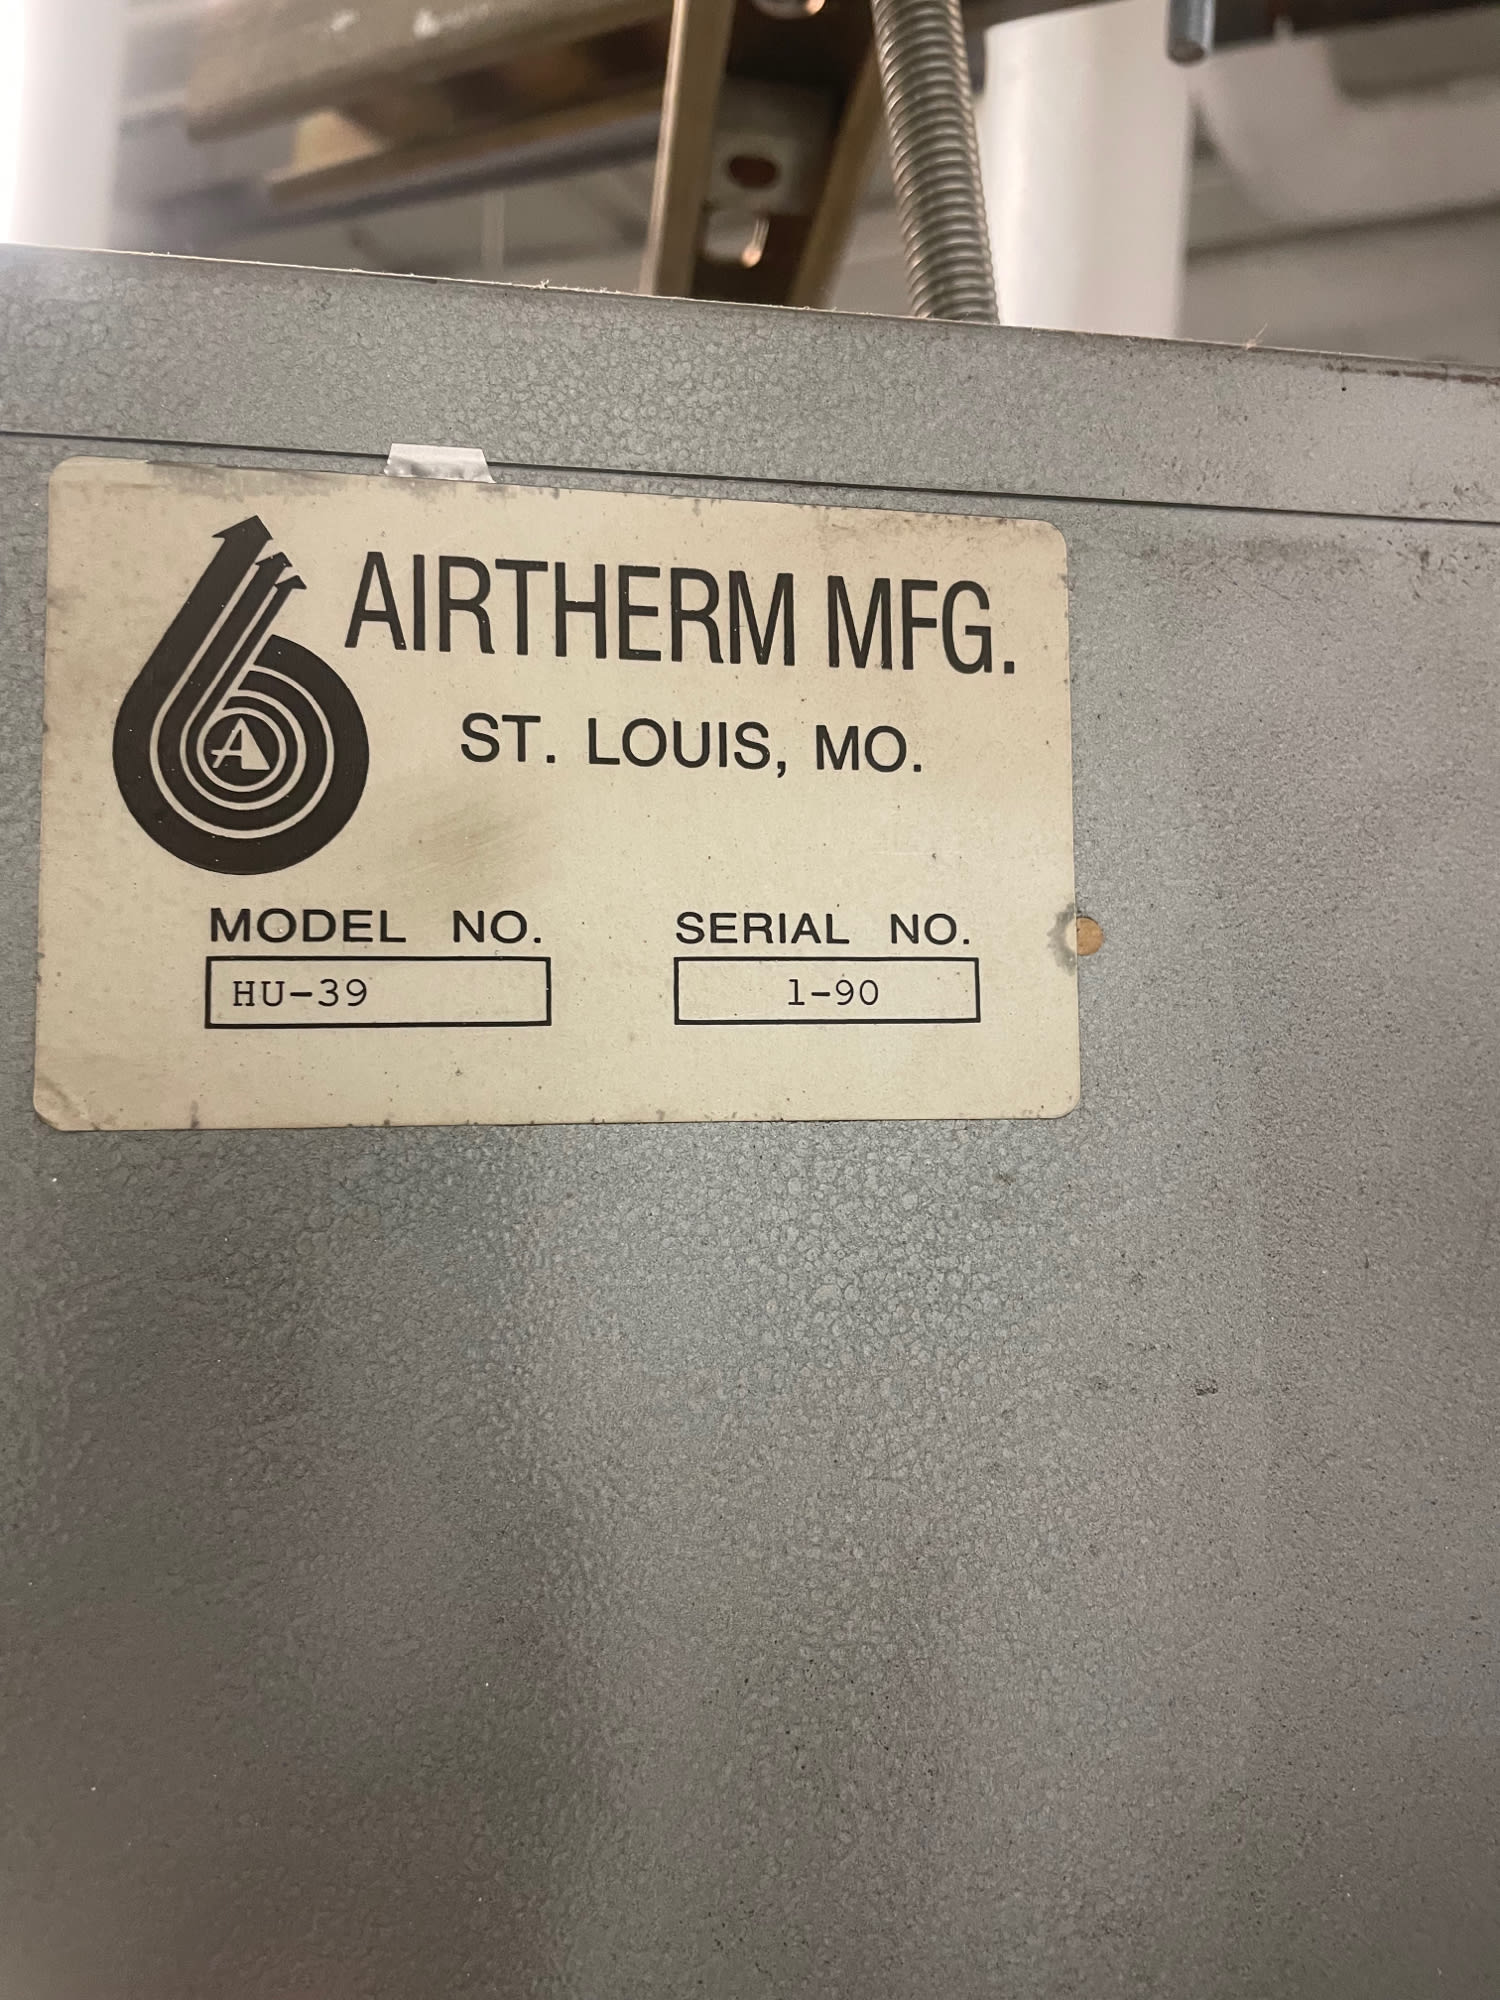 AIRTHERM MFG.
ST. LOUIS, MO.
A
MODEL NO. SERIAL NO.
HU-39 1-90